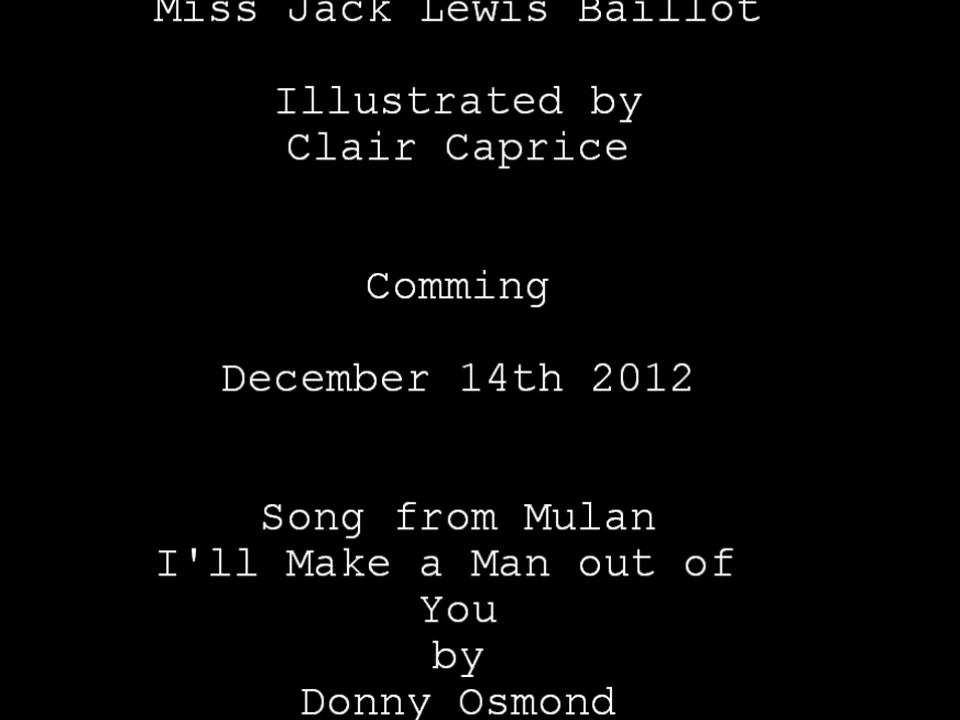 Miss Jack Lewis Baillot
Illustrated by
Clair Caprice
Comming
December 14th 2012
Song from Mulan
I'll Make a Man out of
You
by
Donny Osmond